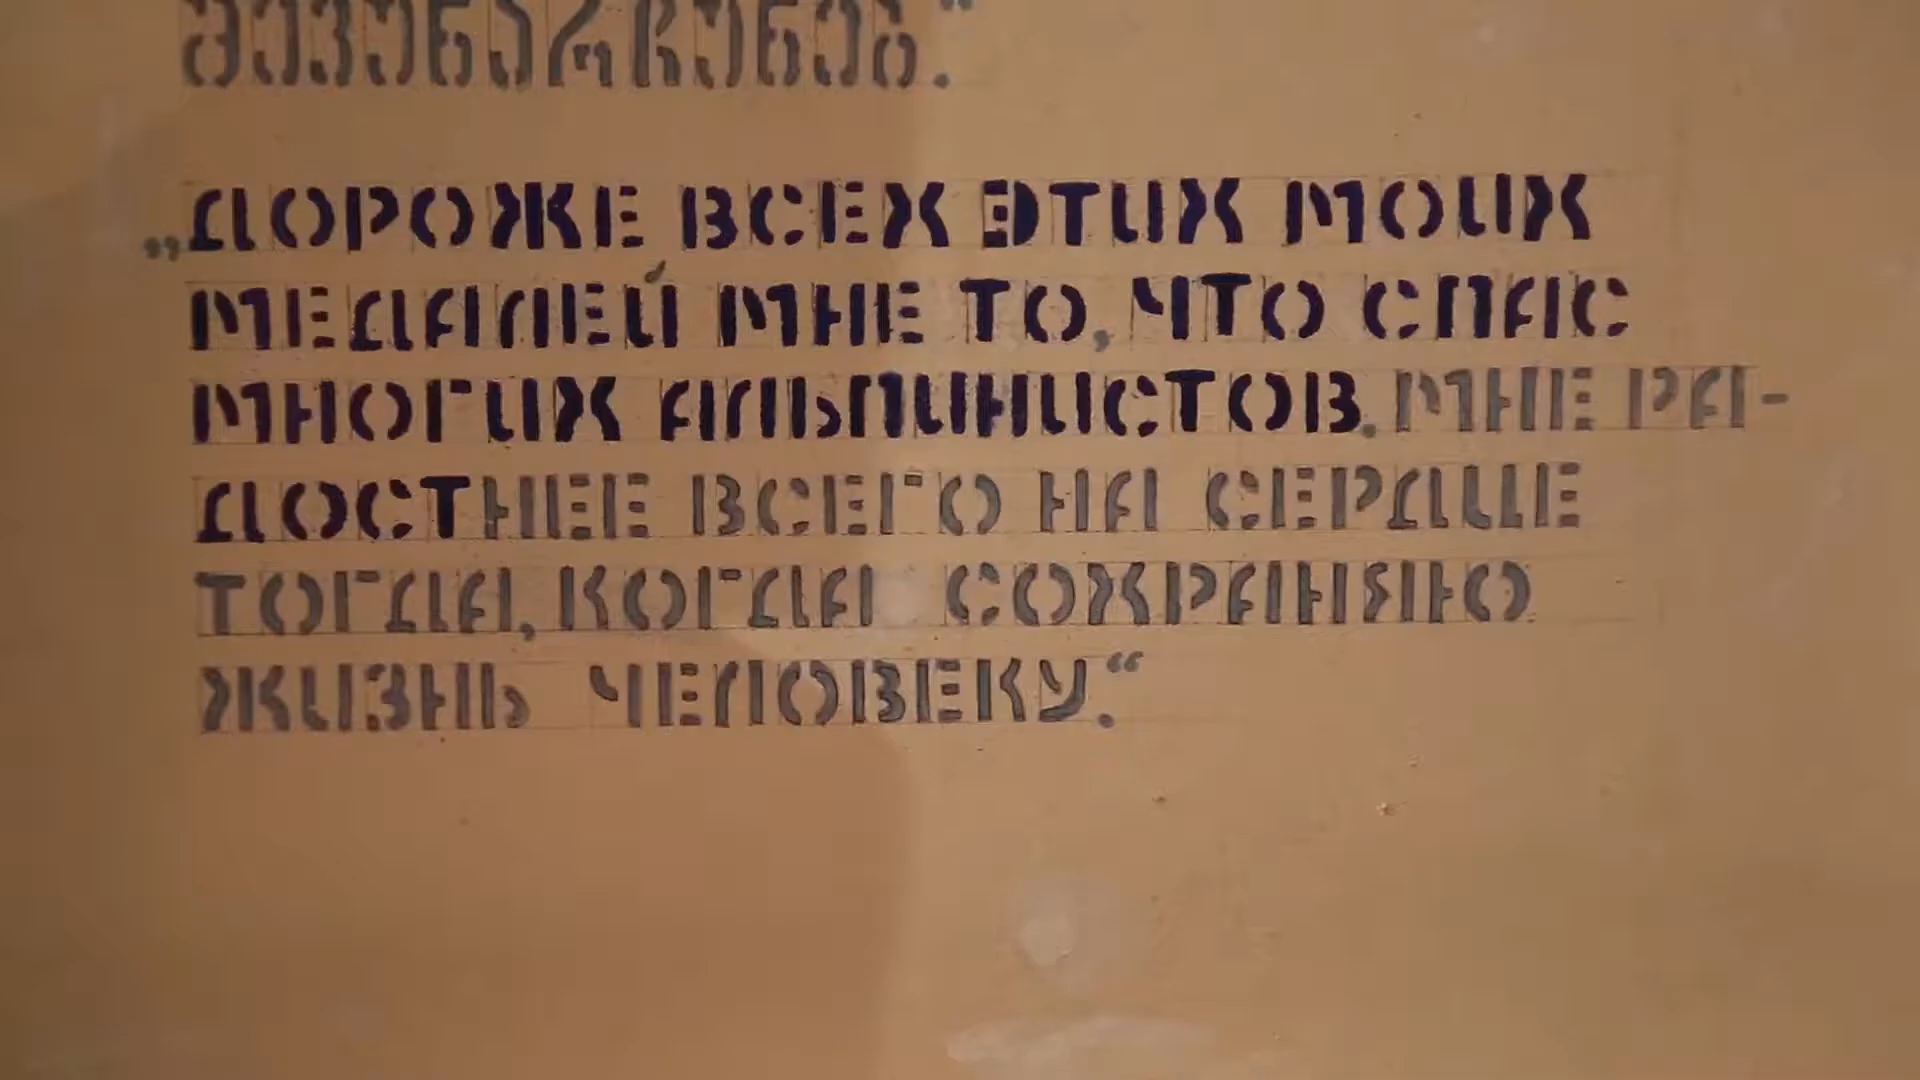 შევუნარჩუნებ.“
„ДОРОЖЕ ВСЕХ ЭТИХ МОИХ
МЕДАЛЕЙ МНЕ ТО, ЧТО СПАС
МНОГИХ АЛЬПИНИСТОВ. МНЕ РА-
ДОСТНЕЕ ВСЕГО НА СЕРДЦЕ
ТОГДА, КОГДА СОХРАНЯЮ
ЖИЗНЬ ЧЕЛОВЕКУ.“